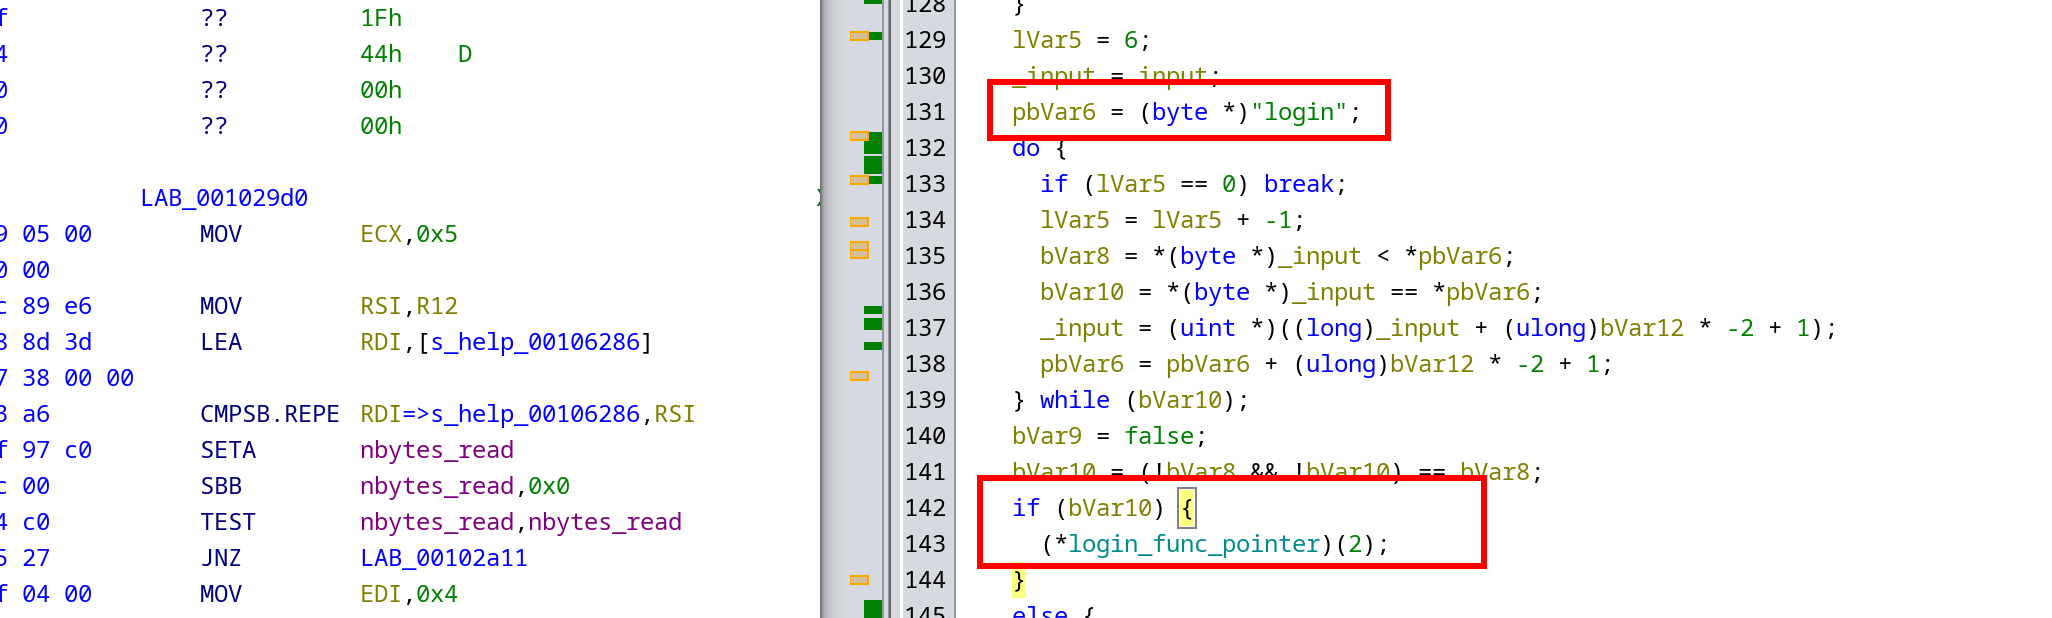 f ?? 1Fh
4 ?? 44h D
0 ?? 00h
0 ?? 00h
LAB_001029d0
9 05 00 MOV ECX,0x5
0 00
c 89 e6 MOV RSI,R12
8 8d 3d LEA RDI,[s_help_00106286]
7 38 00 00
3 a6 CMPSB.REPE RDI=>s_help_00106286,RSI
f 97 c0 SETA nbytes_read
c 00 SBB nbytes_read,0x0
4 c0 TEST nbytes_read,nbytes_read
5 27 JNZ LAB_00102a11
f 04 00 MOV EDI,0x4
128 }
129 lVar5 = 6;
130 _input = input;
131 pbVar6 = (byte *)"login";
132 do {
133 if (lVar5 == 0) break;
134 lVar5 = lVar5 + -1;
135 bVar8 = *(byte *)_input < *pbVar6;
136 bVar10 = *(byte *)_input == *pbVar6;
137 _input = (uint *)((long)_input + (ulong)bVar12 * -2 + 1);
138 pbVar6 = pbVar6 + (ulong)bVar12 * -2 + 1;
139 } while (bVar10);
140 bVar9 = false;
141 bVar10 = (!bVar8 && !bVar10) == bVar8;
142 if (bVar10) {
143 (*login_func_pointer)(2);
144 }
145 else {